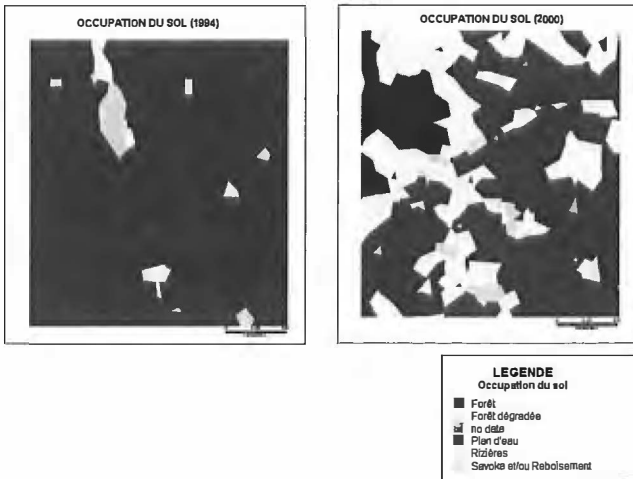 OCCUPATION DU SOL (1994)
OCCUPATION DU SOL (2000)
LEGENDE
Occupation du sol
Forêt
Forêt dégradée
no data
Plan d'eau
Rizières
Savoka et/ou Reboisement